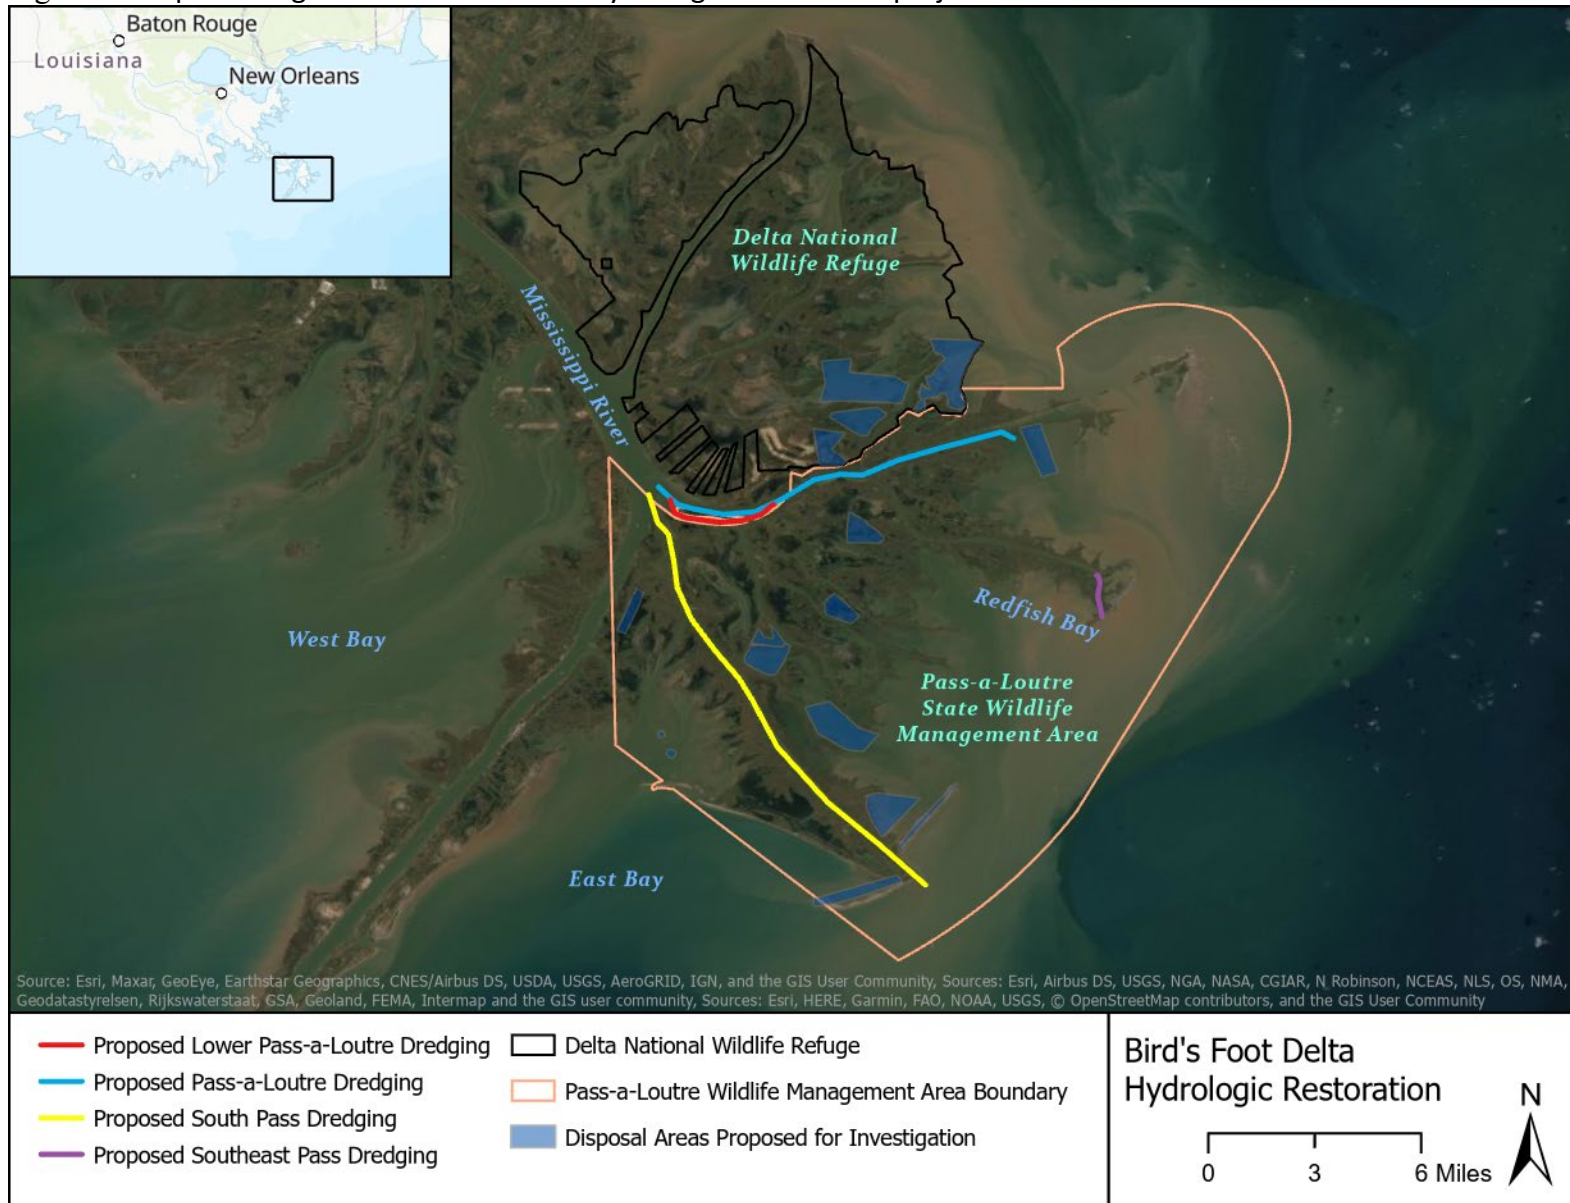 Baton Rouge
Louisiana
New Orleans
Delta National
Wildlife Refuge
Mississippi River
Redfish Bay
West Bay
Pass-a-Loutre
State Wildlife
Management Area
East Bay
Source: Esri, Maxar, GeoEye, Earthstar Geographics, CNES/Airbus DS, USDA, USGS, AeroGRID, IGN, and the GIS User Community, Sources: Esri, Airbus DS, USGS, NGA, NASA, CGIAR, N Robinson, NCEAS, NLS, OS, NMA,
Geodatastyrelsen, Rijkswaterstaat, GSA, Geoland, FEMA, Intermap and the GIS user community, Sources: Esri, HERE, Garmin, FAO, NOAA, USGS, © OpenStreetMap contributors, and the GIS User Community
Proposed Lower Pass-a-Loutre Dredging
Proposed Pass-a-Loutre Dredging
Proposed South Pass Dredging
Proposed Southeast Pass Dredging
Delta National Wildlife Refuge
Pass-a-Loutre Wildlife Management Area Boundary
Disposal Areas Proposed for Investigation
Bird's Foot Delta
Hydrologic Restoration
N
0 3 6 Miles